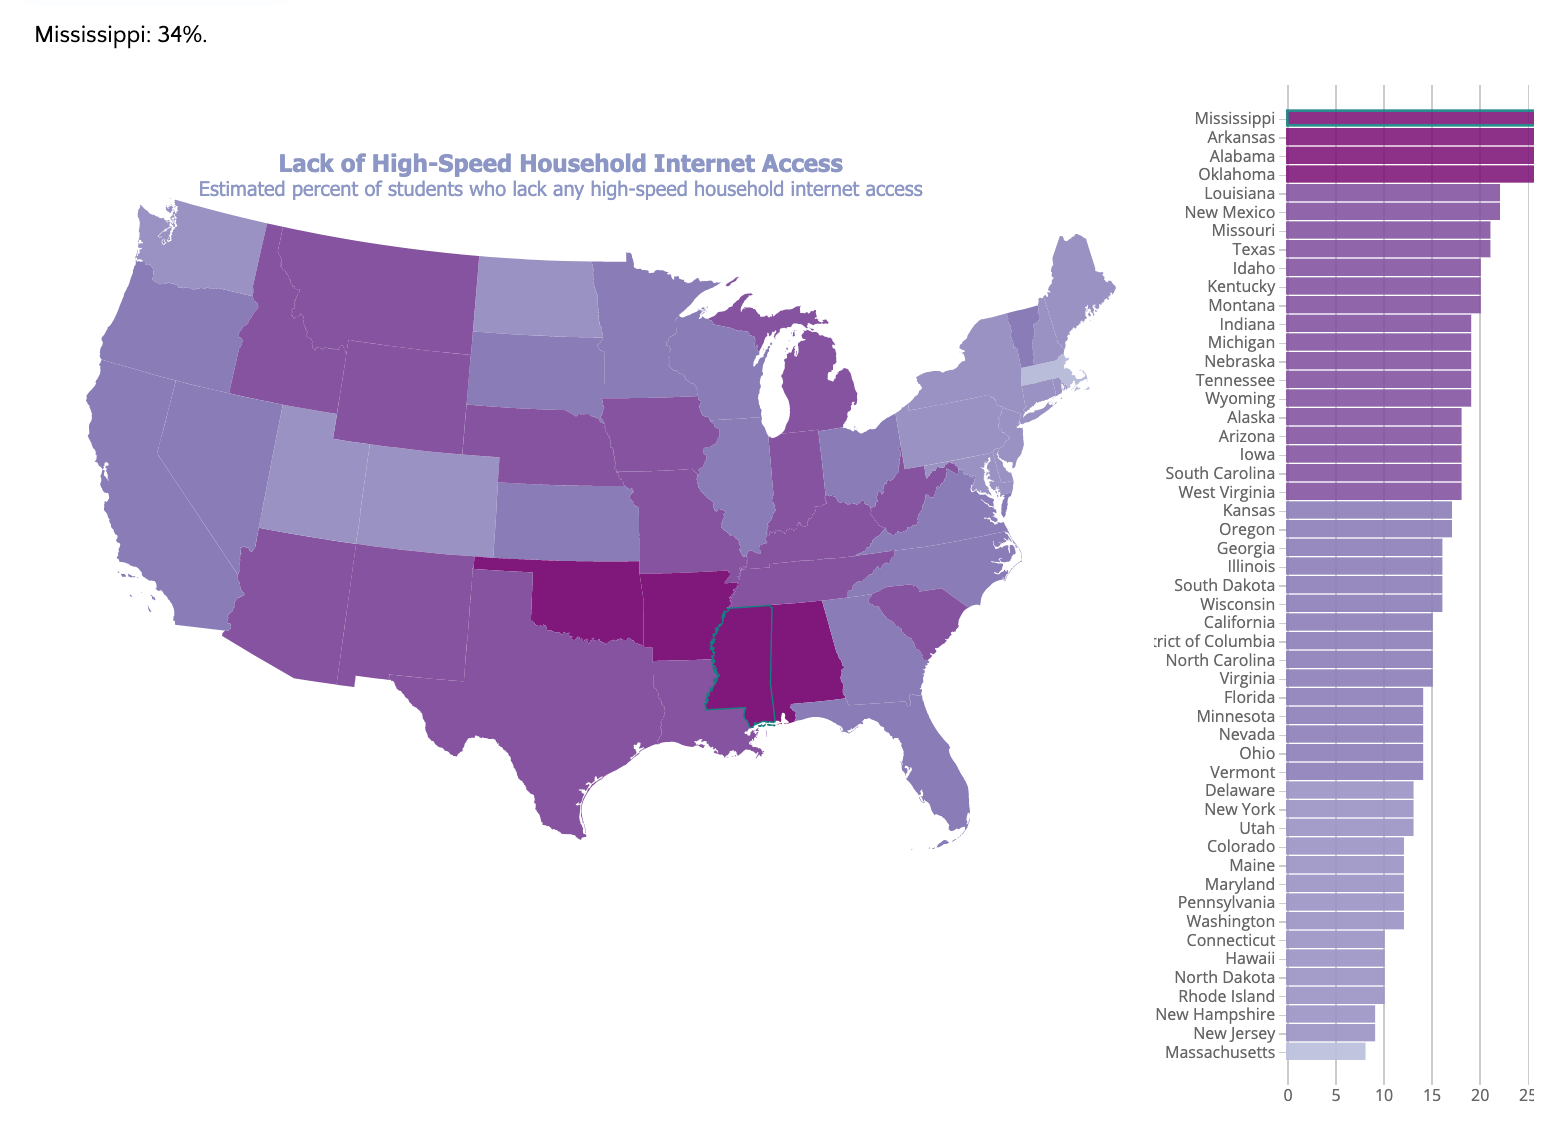 Mississippi: 34%.
Lack of High-Speed Household Internet Access
Estimated percent of students who lack any high-speed household internet access
Mississippi
Arkansas
Alabama
Oklahoma
Louisiana
New Mexico
Missouri
Texas
Idaho
Kentucky
Montana
Indiana
Michigan
Nebraska
Tennessee
Wyoming
Alaska
Arizona
Iowa
South Carolina
West Virginia
Kansas
Oregon
Georgia
Illinois
South Dakota
Wisconsin
California
trict of Columbia
North Carolina
Virginia
Florida
Minnesota
Nevada
Ohio
Vermont
Delaware
New York
Utah
Colorado
Maine
Maryland
Pennsylvania
Washington
Connecticut
Hawaii
North Dakota
Rhode Island
New Hampshire
New Jersey
Massachusetts
0 5 10 15 20 25